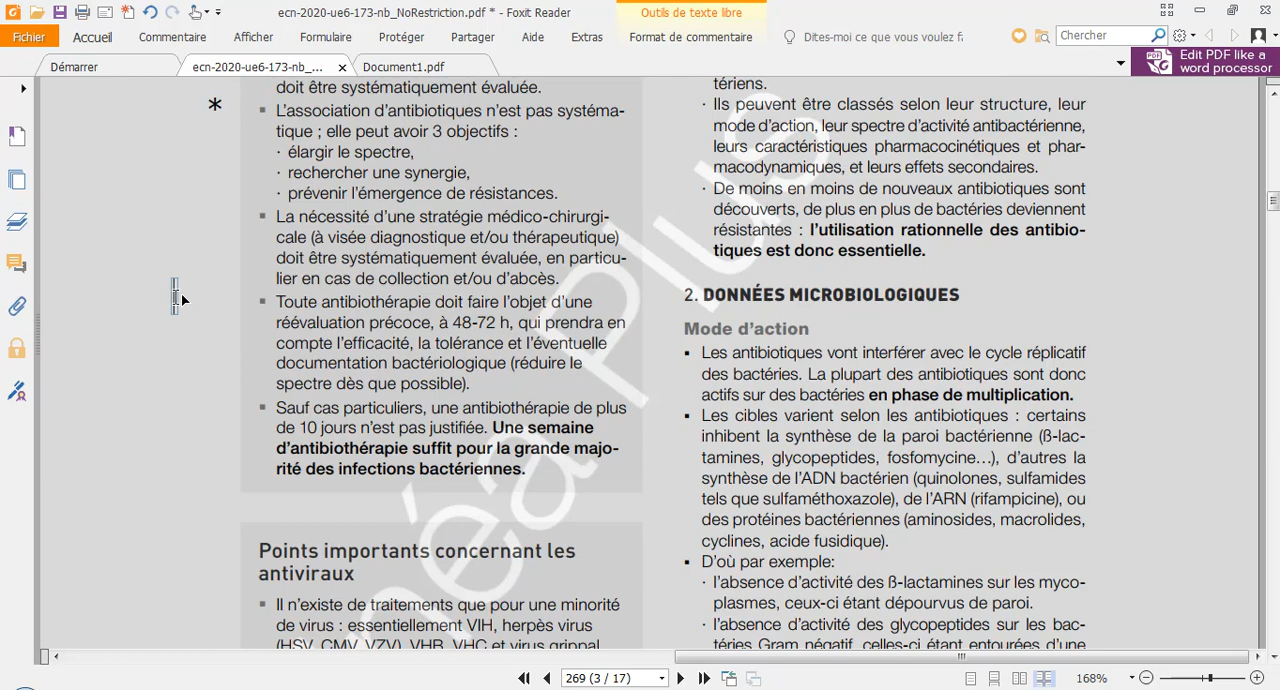 ecn-2020-ue6-173-nb_NoRestriction.pdf * - Foxit Reader
Outils de texte libre
Fichier
Accueil
Commentaire
Afficher
Formulaire
Protéger
Partager
Aide
Extras
Format de commentaire
Dites-moi ce que vous voulez f
Chercher
Démarrer
ecn-2020-ue6-173-nb_...
Document1.pdf
Edit PDF like a
word processor
doit être systématiquement évaluée.
*
▪ L'association d'antibiotiques n'est pas systéma-
tique ; elle peut avoir 3 objectifs :
· élargir le spectre,
· rechercher une synergie,
· prévenir l'émergence de résistances.
▪ La nécessité d'une stratégie médico-chirurgi-
cale (à visée diagnostique et/ou thérapeutique)
doit être systématiquement évaluée, en particu-
lier en cas de collection et/ou d'abcès.
▪ Toute antibiothérapie doit faire l'objet d'une
réévaluation précoce, à 48-72 h, qui prendra en
compte l'efficacité, la tolérance et l'éventuelle
documentation bactériologique (réduire le
spectre dès que possible).
▪ Sauf cas particuliers, une antibiothérapie de plus
de 10 jours n'est pas justifiée. Une semaine
d'antibiothérapie suffit pour la grande majo-
rité des infections bactériennes.
Points importants concernant les
antiviraux
▪ Il n'existe de traitements que pour une minorité
de virus : essentiellement VIH, herpès virus
(HSV, CMV, VZV), VHB, VHC et virus grippal
tériens.
· Ils peuvent être classés selon leur structure, leur
mode d'action, leur spectre d'activité antibactérienne,
leurs caractéristiques pharmacocinétiques et phar-
macodynamiques, et leurs effets secondaires.
· De moins en moins de nouveaux antibiotiques sont
découverts, de plus en plus de bactéries deviennent
résistantes : l'utilisation rationnelle des antibio-
tiques est donc essentielle.
2. DONNÉES MICROBIOLOGIQUES
Mode d'action
▪ Les antibiotiques vont interférer avec le cycle réplicatif
des bactéries. La plupart des antibiotiques sont donc
actifs sur des bactéries en phase de multiplication.
▪ Les cibles varient selon les antibiotiques : certains
inhibent la synthèse de la paroi bactérienne (ß-lac-
tamines, glycopeptides, fosfomycine…), d'autres la
synthèse de l'ADN bactérien (quinolones, sulfamides
tels que sulfaméthoxazole), de l'ARN (rifampicine), ou
des protéines bactériennes (aminosides, macrolides,
cyclines, acide fusidique).
▪ D'où par exemple:
· l'absence d'activité des ß-lactamines sur les myco-
plasmes, ceux-ci étant dépourvus de paroi.
· l'absence d'activité des glycopeptides sur les bac-
téries Gram négatif, celles-ci étant entourées d'une
néa Plus
269 (3 / 17)
168%